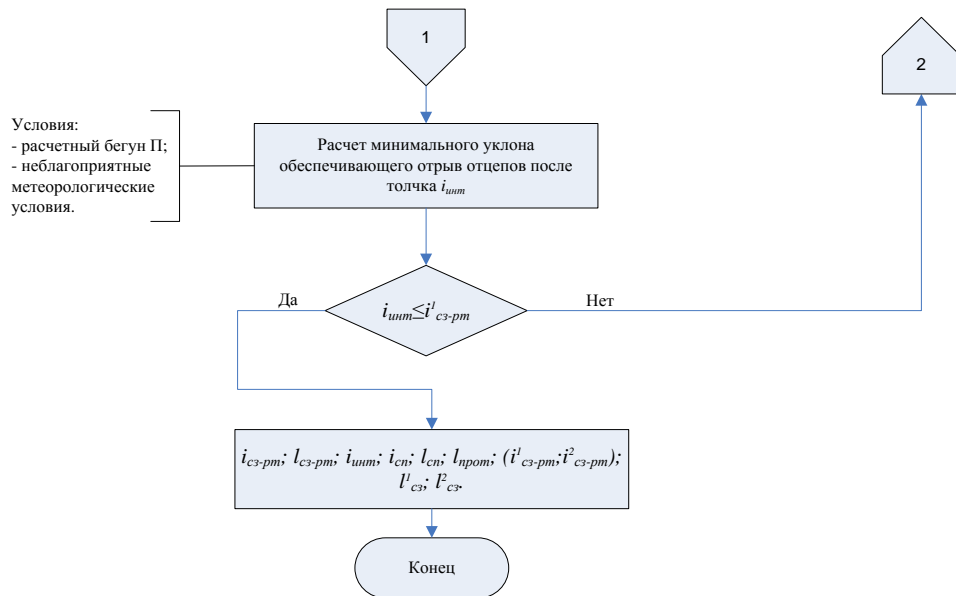 1
2
Условия:
- расчетный бегун П;
- неблагоприятные
метеорологические
условия.
Расчет минимального уклона
обеспечивающего отрыв отцепов после
толчка iинт
Да
Нет
iинт≤i¹сз-рт
iсз-рт; lсз-рт; iинт; iсп; lсп; lпрот; (i¹сз-рт;i²сз-рт);
l¹сз; l²сз.
Конец